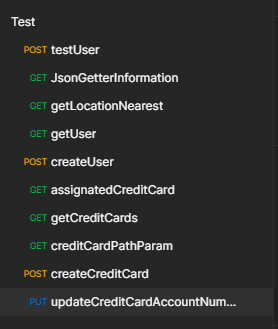 Test
POST testUser
GET JsonGetterInformation
GET getLocationNearest
GET getUser
POST createUser
GET assignatedCreditCard
GET getCreditCards
GET creditCardPathParam
POST createCreditCard
PUT updateCreditCardAccountNum...